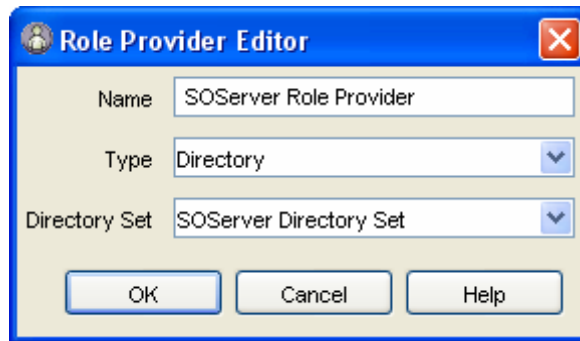 Role Provider Editor
Name SOServer Role Provider
Type Directory
Directory Set SOServer Directory Set
OK Cancel Help